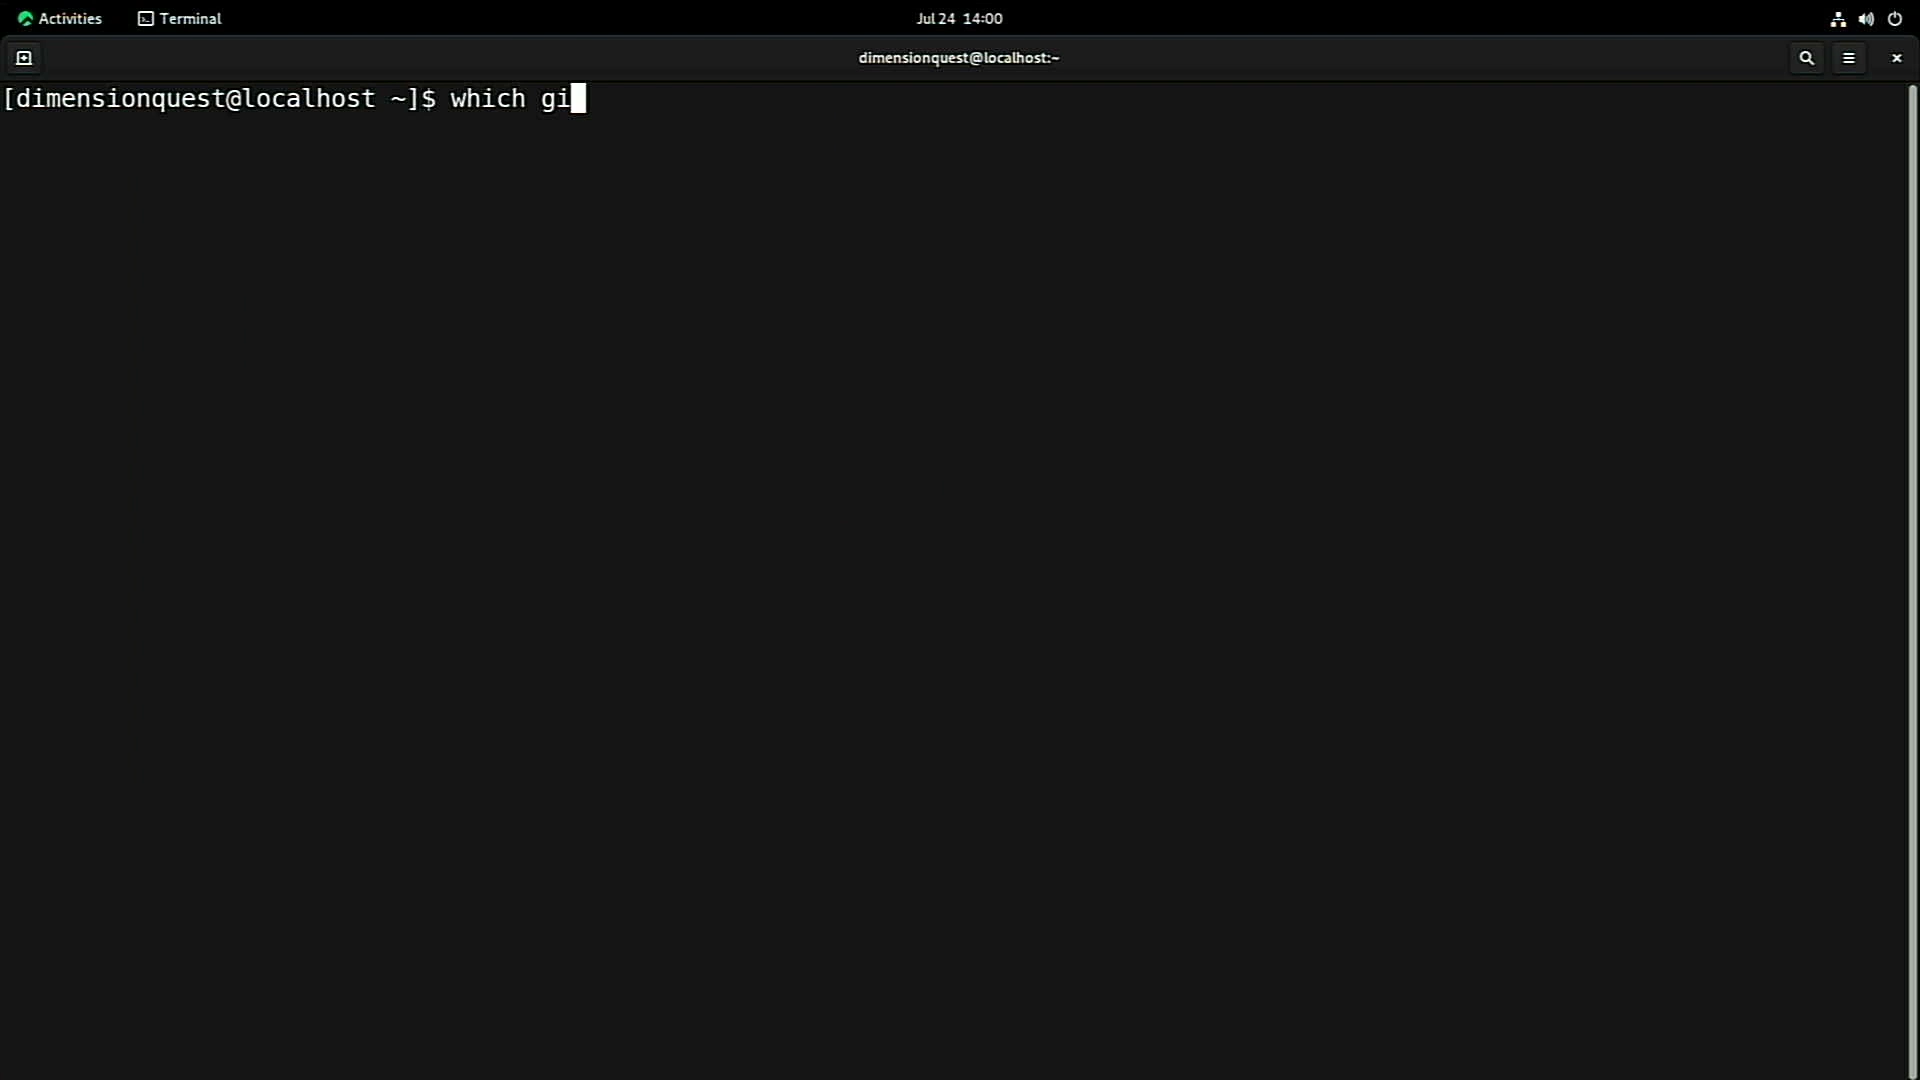 Activities Terminal Jul 24 14:00
dimensionquest@localhost:~
[dimensionquest@localhost ~]$ which gi